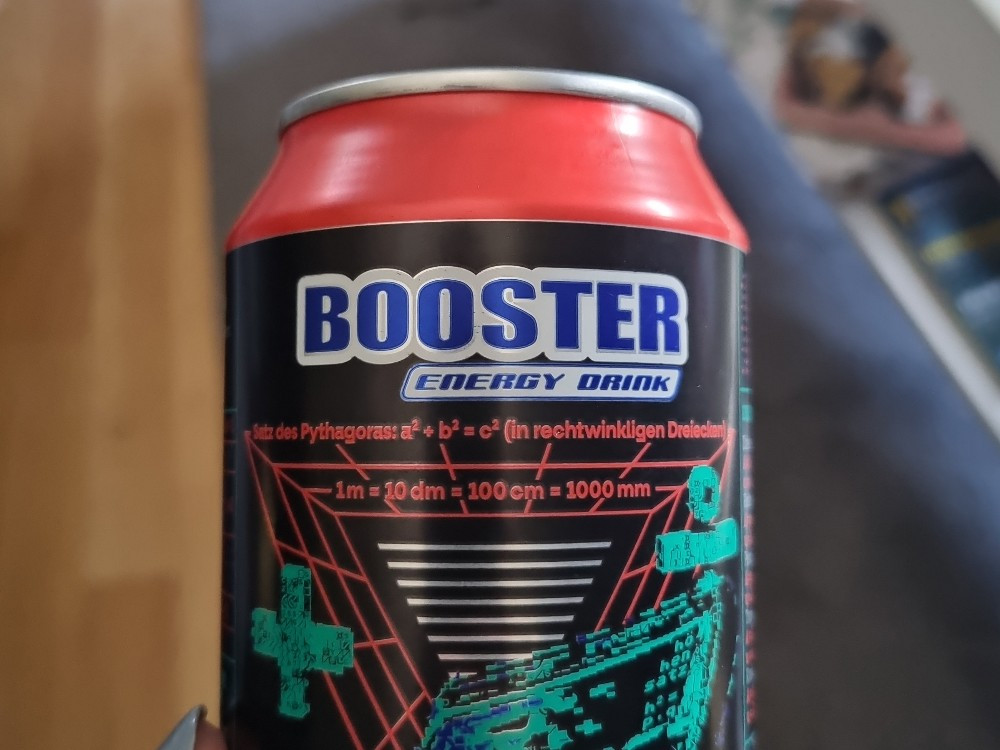 BOOSTER
ENERGY DRINK
Satz des Pythagoras: a² + b² = c² (in rechtwinkligen Dreiecken)
1m = 10 dm = 100 cm = 1000 mm